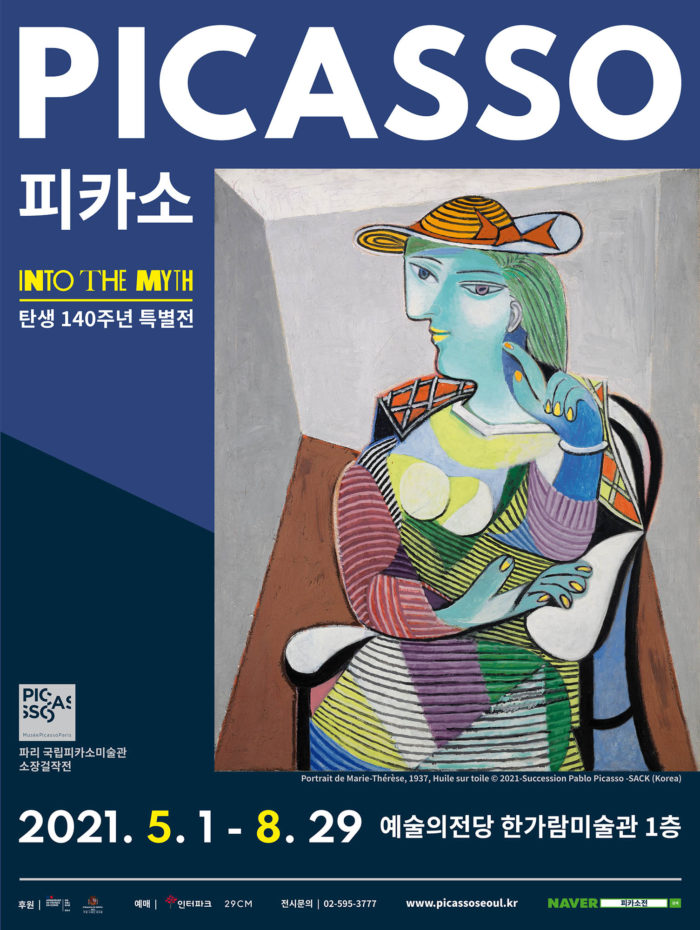 PICASSO
피카소
INTO THE MYTH
탄생 140주년 특별전
PIC
AS
SSO
MuséePicassoParis
파리 국립피카소미술관
소장걸작전
Portrait de Marie-Thérèse, 1937, Huile sur toile © 2021-Succession Pablo Picasso -SACK (Korea)
2021. 5. 1 - 8. 29 예술의전당 한가람미술관 1층
후원 | 예매 | 인터파크 29CM 전시문의 | 02-595-3777 www.picassoseoul.kr NAVER 피카소전